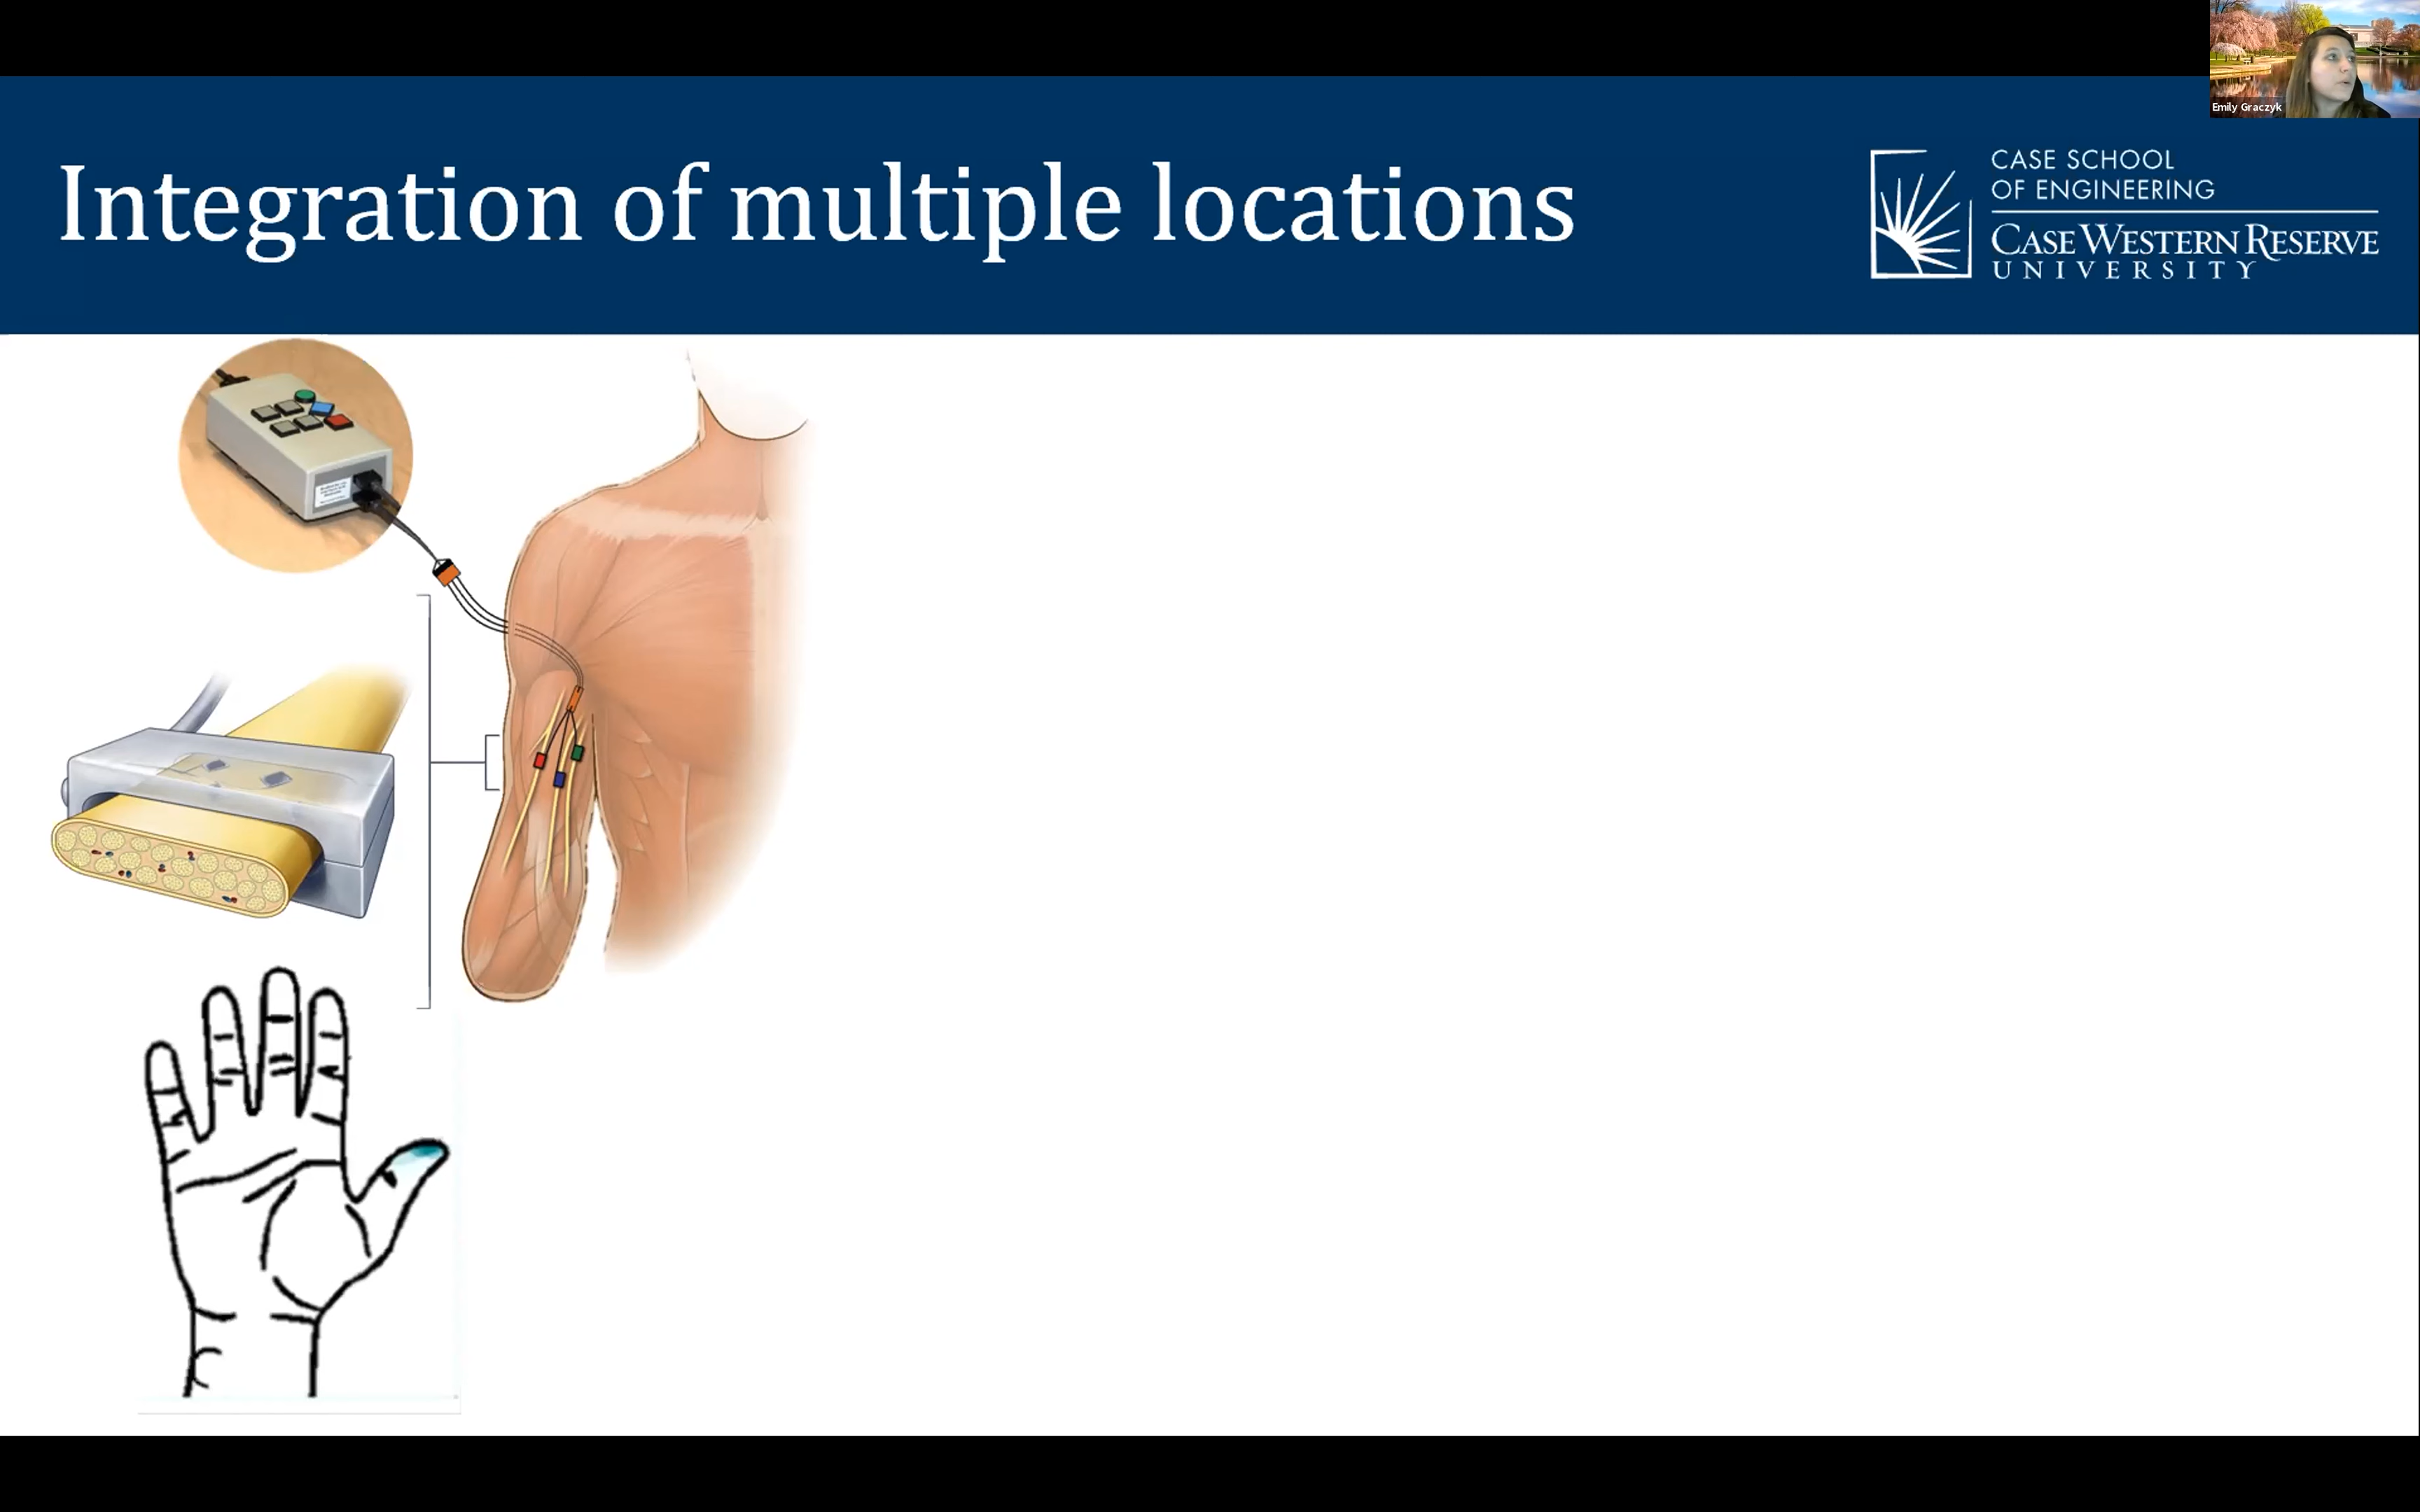 Emily Graczyk
Integration of multiple locations
CASE SCHOOL
OF ENGINEERING
CASE WESTERN RESERVE
UNIVERSITY